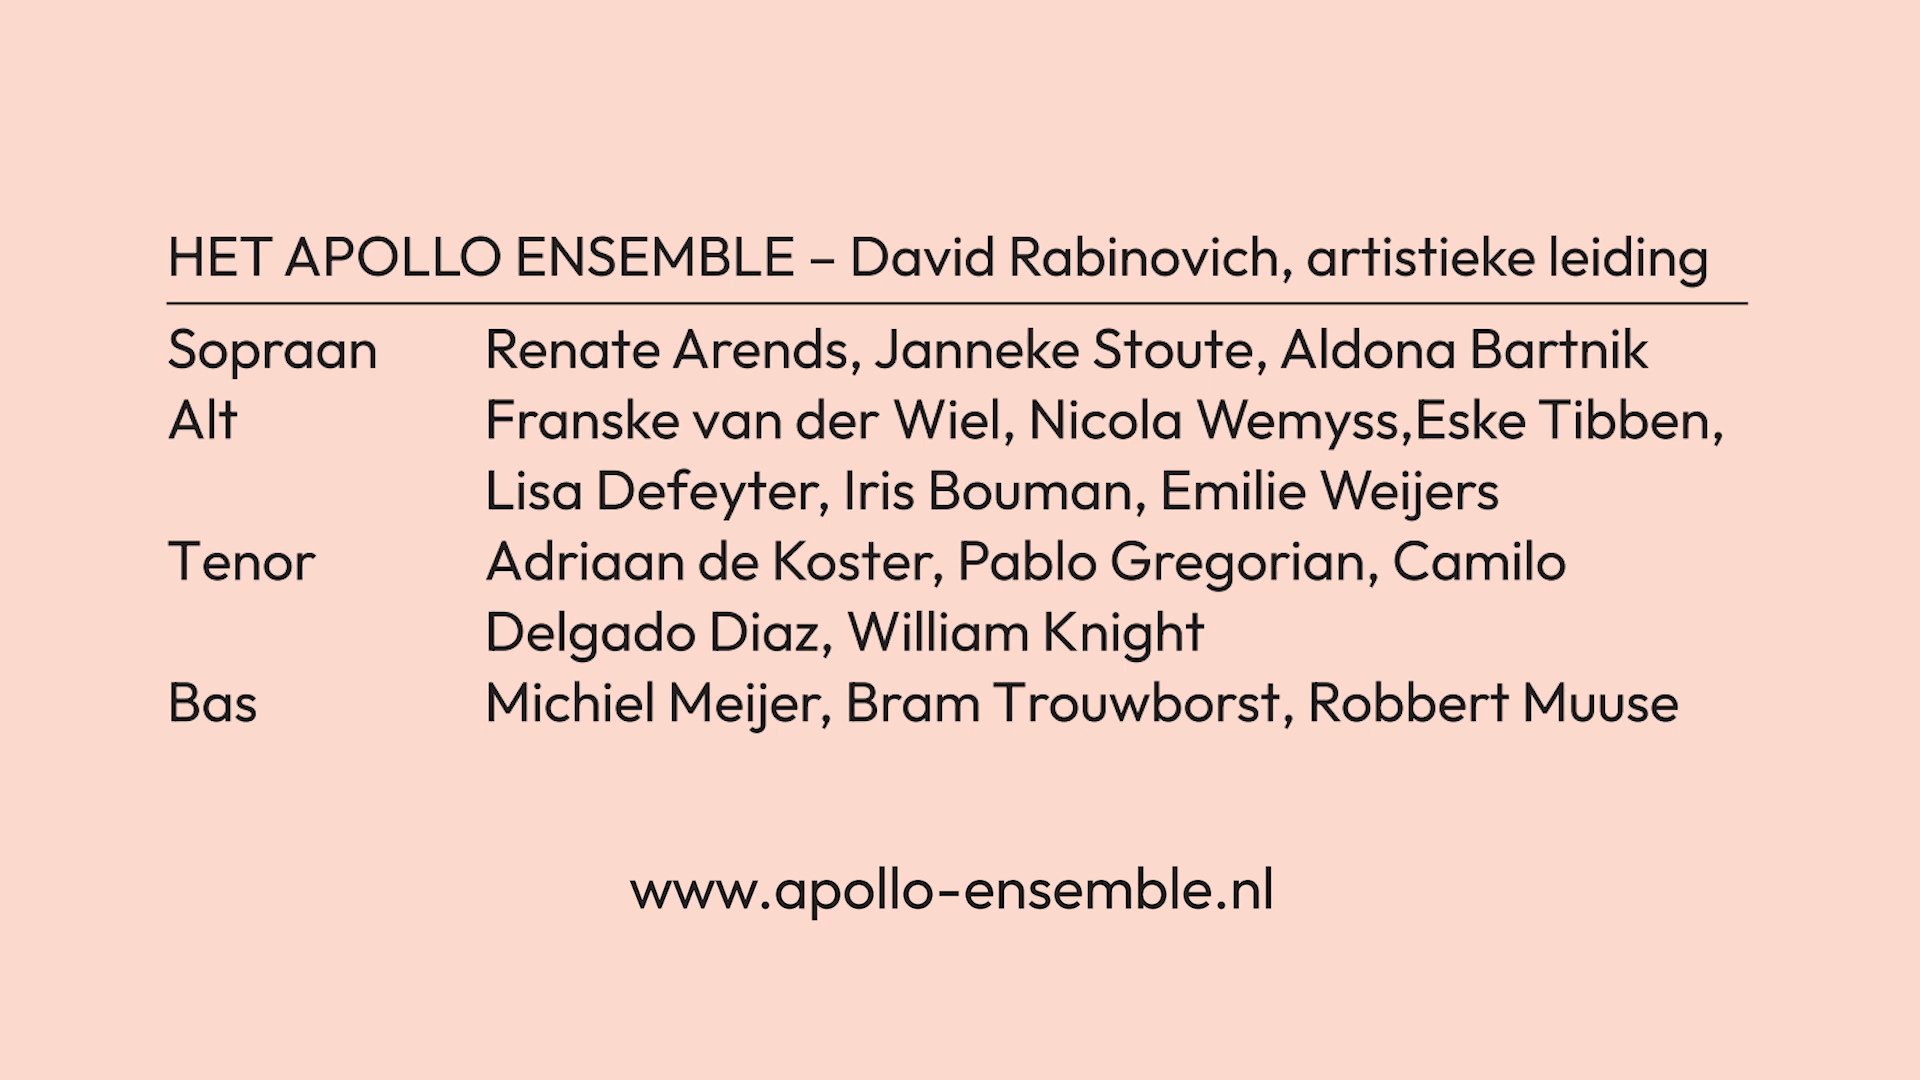 HET APOLLO ENSEMBLE – David Rabinovich, artistieke leiding
Sopraan Renate Arends, Janneke Stoute, Aldona Bartnik
Alt Franske van der Wiel, Nicola Wemyss,Eske Tibben,
Lisa Defeyter, Iris Bouman, Emilie Weijers
Tenor Adriaan de Koster, Pablo Gregorian, Camilo
Delgado Diaz, William Knight
Bas Michiel Meijer, Bram Trouwborst, Robbert Muuse
www.apollo-ensemble.nl